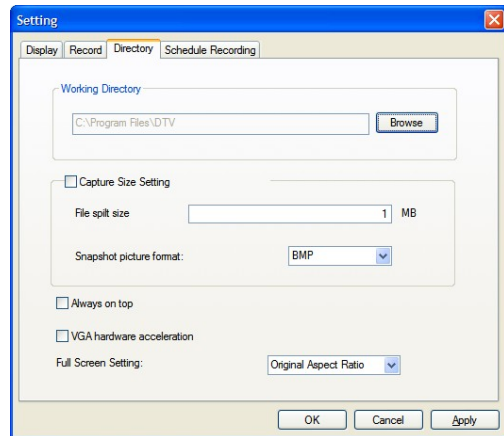 Setting
Display Record Directory Schedule Recording
Working Directory
C:\Program Files\DTV Browse
Capture Size Setting
File spilt size 1 MB
Snapshot picture format: BMP
Always on top
VGA hardware acceleration
Full Screen Setting: Original Aspect Ratio
OK Cancel Apply